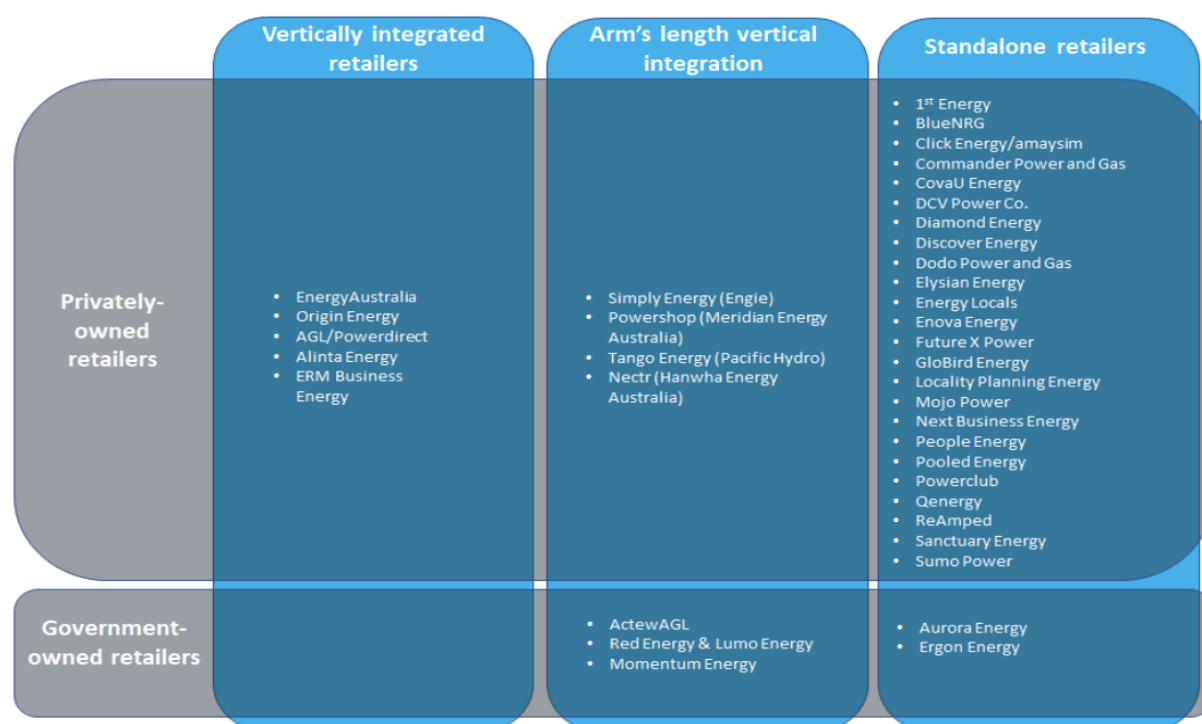 Vertically integrated
retailers
Arm's length vertical
integration
Standalone retailers
Privately-
owned
retailers
• EnergyAustralia
• Origin Energy
• AGL/Powerdirect
• Alinta Energy
• ERM Business
Energy
• Simply Energy (Engie)
• Powershop (Meridian Energy
Australia)
• Tango Energy (Pacific Hydro)
• Nectr (Hanwha Energy
Australia)
• 1st Energy
• BlueNRG
• Click Energy/amaysim
• Commander Power and Gas
• CovaU Energy
• DCV Power Co.
• Diamond Energy
• Discover Energy
• Dodo Power and Gas
• Elysian Energy
• Energy Locals
• Enova Energy
• Future X Power
• GloBird Energy
• Locality Planning Energy
• Mojo Power
• Next Business Energy
• People Energy
• Pooled Energy
• Powerclub
• Qenergy
• ReAmped
• Sanctuary Energy
• Sumo Power
Government-
owned retailers
• ActewAGL
• Red Energy & Lumo Energy
• Momentum Energy
• Aurora Energy
• Ergon Energy